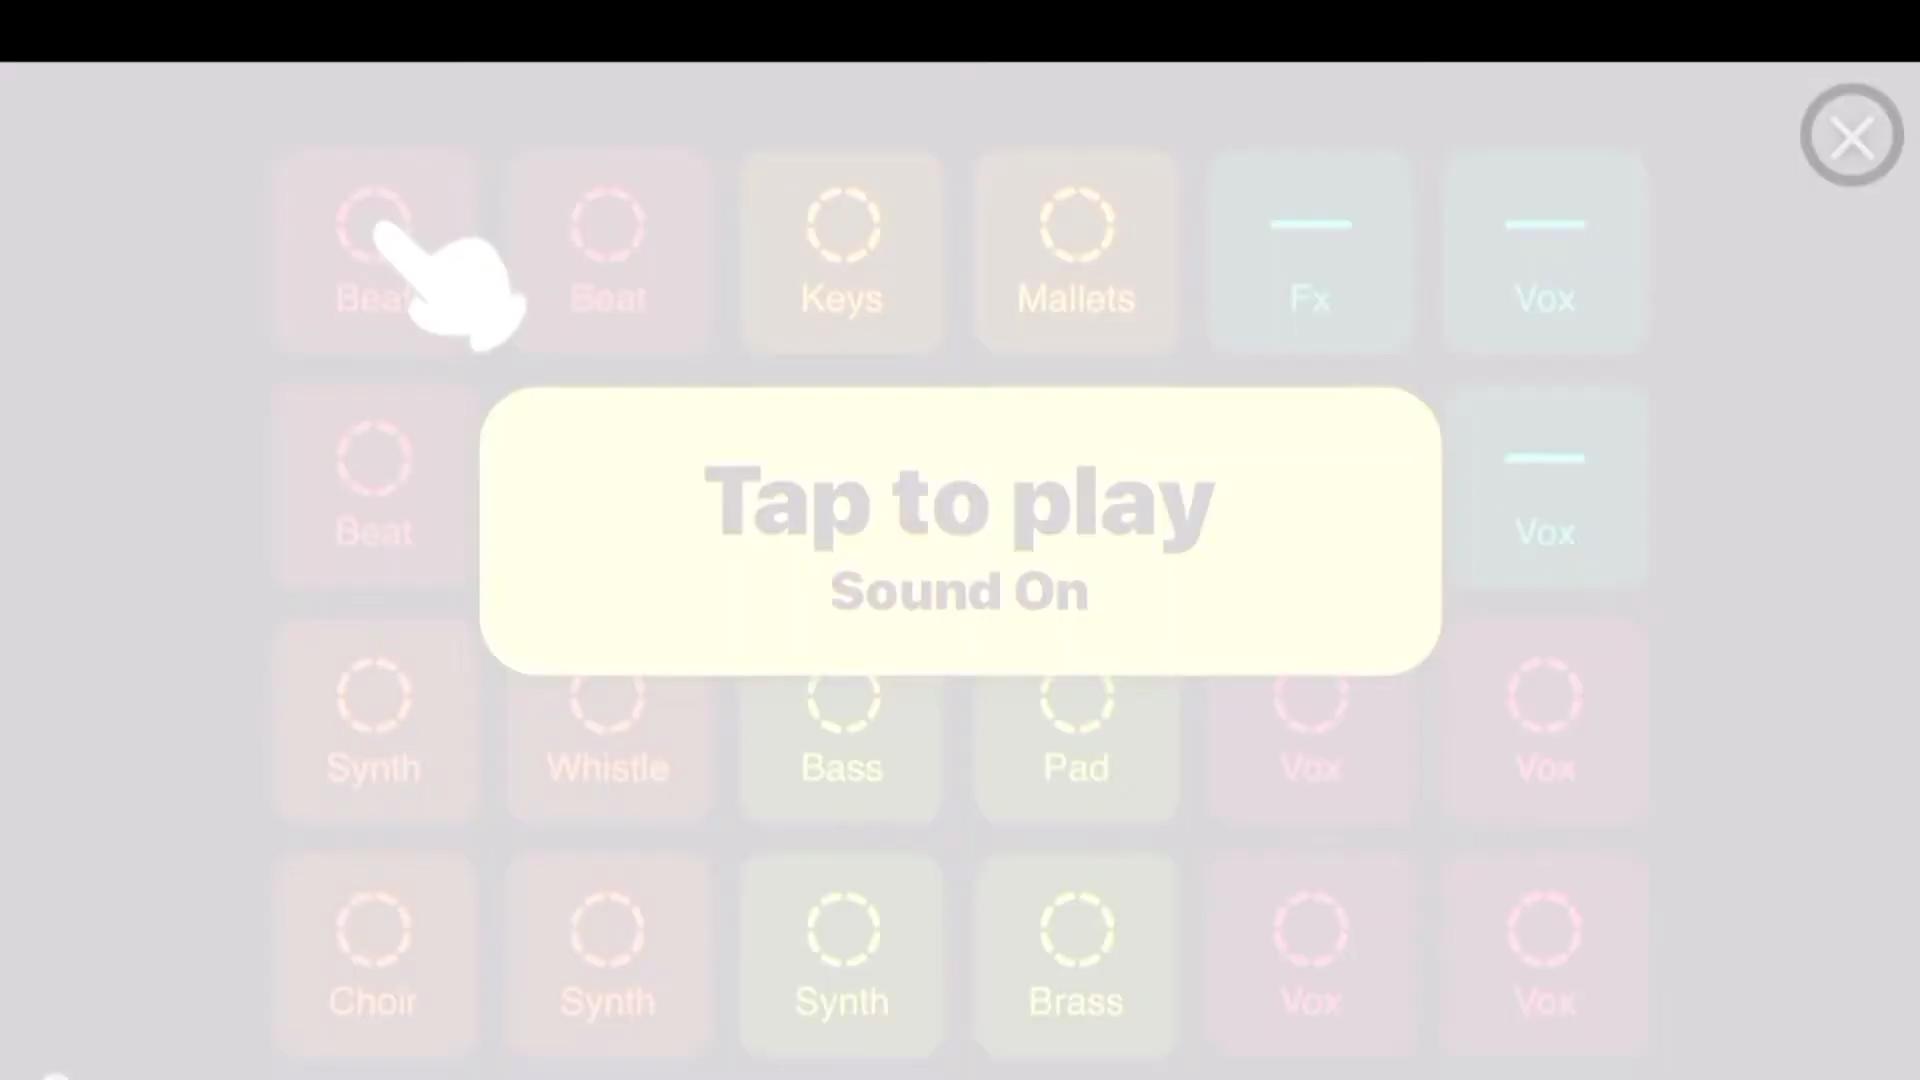 Beat Beat Keys Mallets Fx Vox
Beat Vox
Tap to play
Sound On
Synth Whistle Bass Pad Vox Vox
Choir Synth Synth Brass Vox Vox